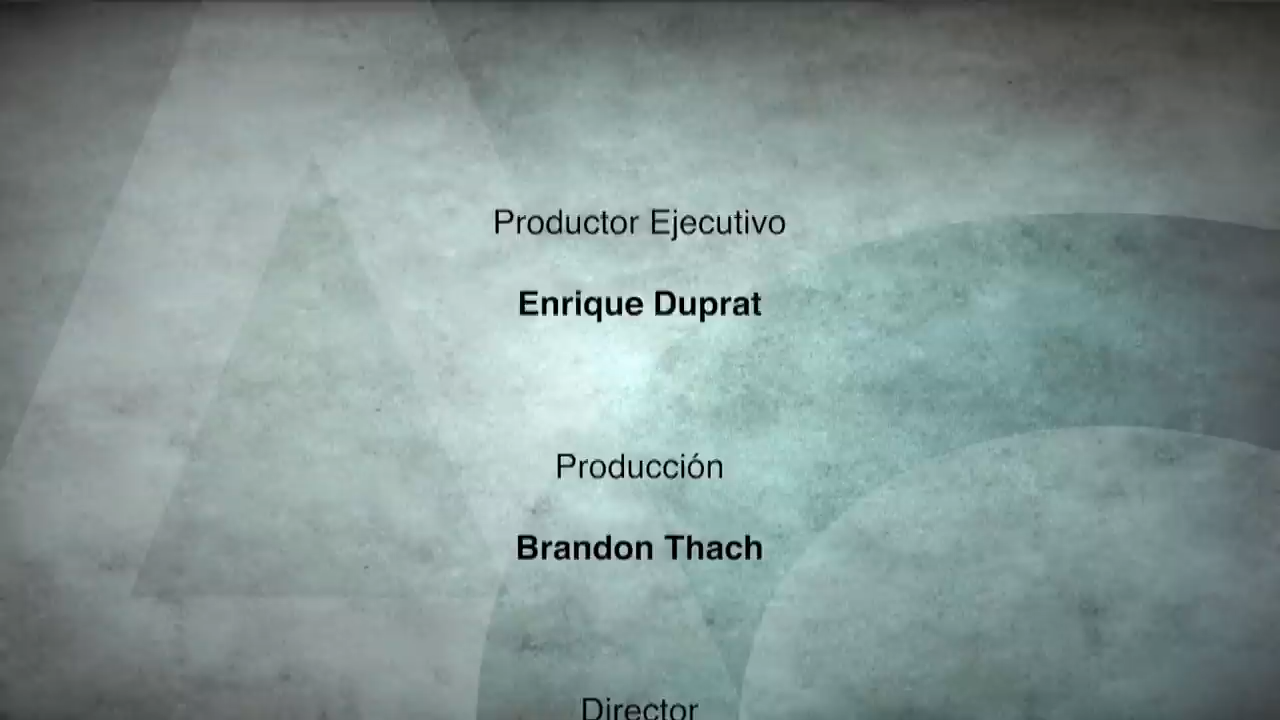 Productor Ejecutivo
Enrique Duprat
Producción
Brandon Thach
Director